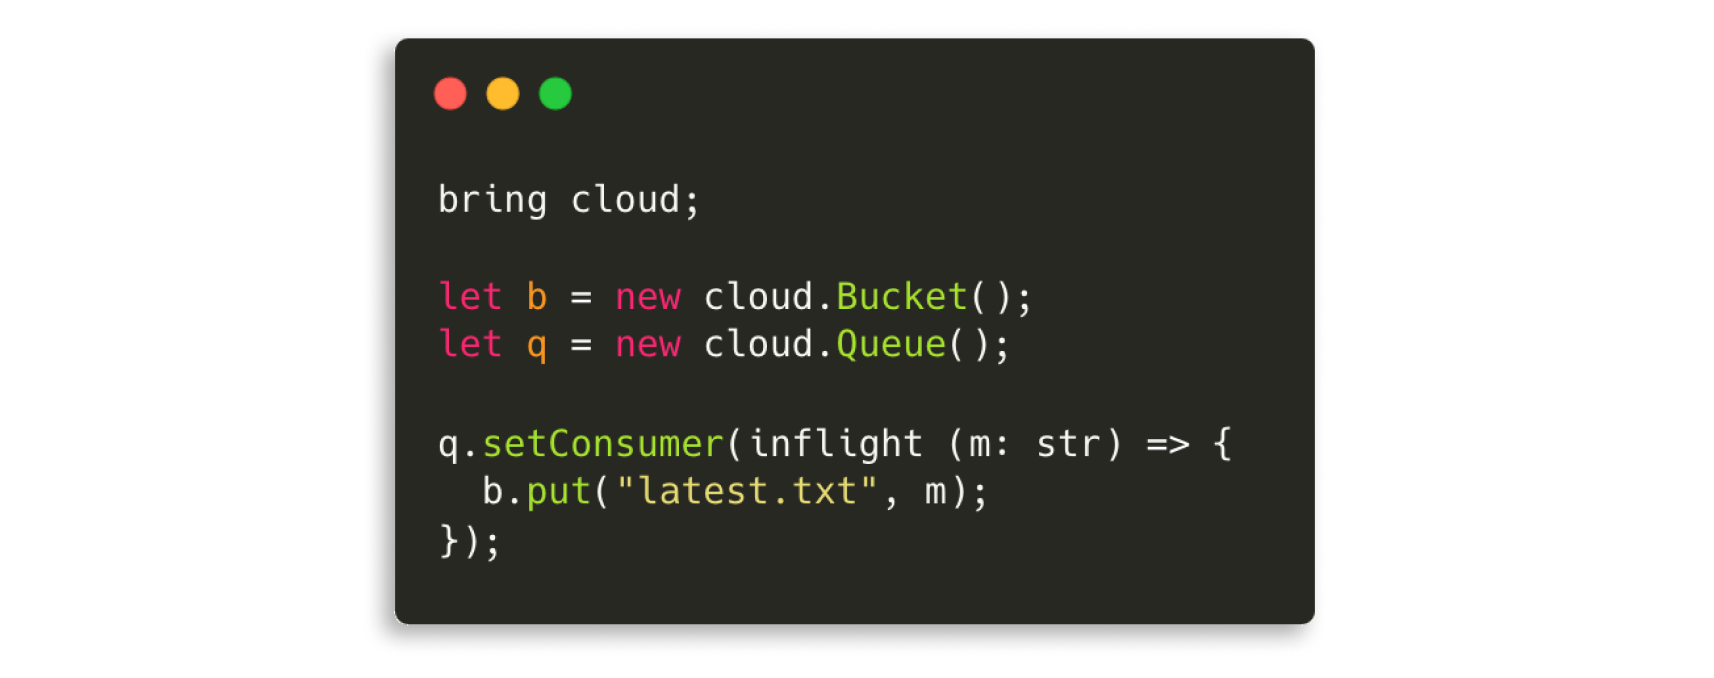 bring cloud;
let b = new cloud.Bucket();
let q = new cloud.Queue();
q.setConsumer(inflight (m: str) => {
  b.put("latest.txt", m);
});